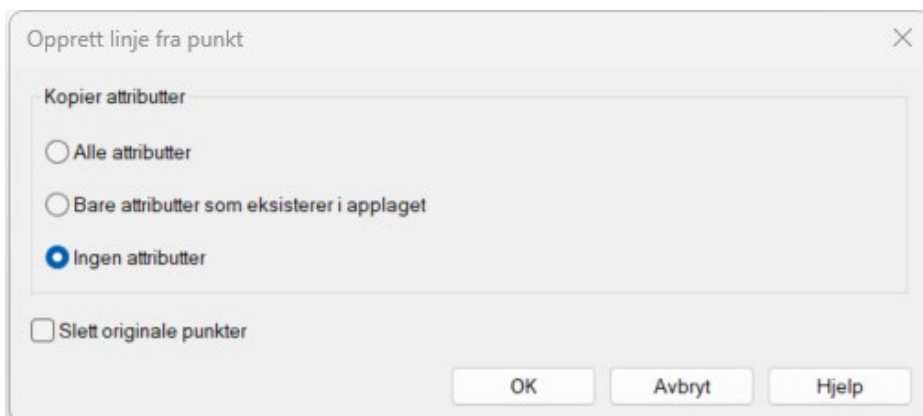 Opprett linje fra punkt
Kopier attributter
Alle attributter
Bare attributter som eksisterer i applaget
Ingen attributter
Slett originale punkter
OK Avbryt Hjelp